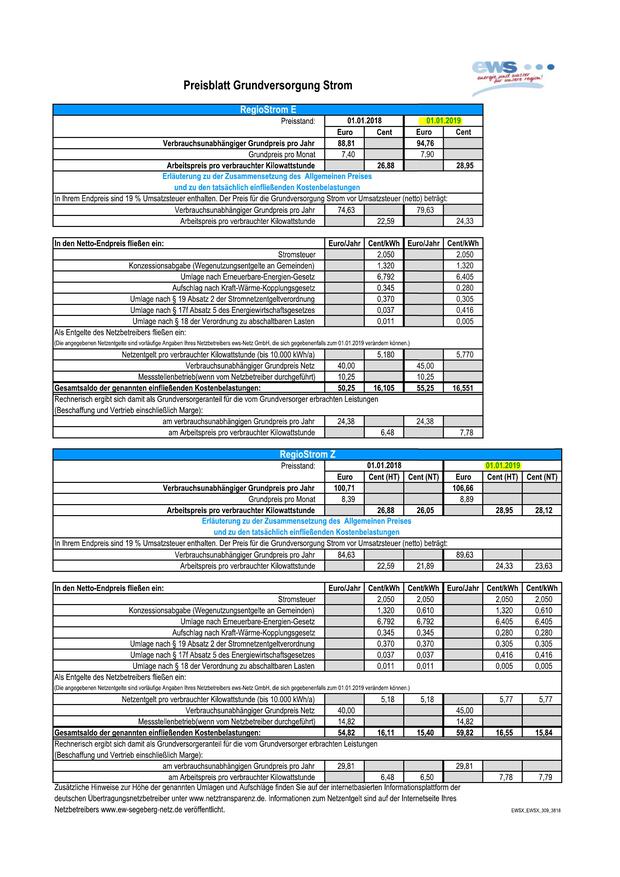 ews
energie und wasser
für unsere region!
Preisblatt Grundversorgung Strom
RegioStrom E
Preisstand: 01.01.2018 01.01.2019
Euro Cent Euro Cent
Verbrauchsunabhängiger Grundpreis pro Jahr 88,81 94,76
Grundpreis pro Monat 7,40 7,90
Arbeitspreis pro verbrauchter Kilowattstunde 26,88 28,95
Erläuterung zu der Zusammensetzung des Allgemeinen Preises
und zu den tatsächlich einfließenden Kostenbelastungen
In Ihrem Endpreis sind 19 % Umsatzsteuer enthalten. Der Preis für die Grundversorgung Strom vor Umsatzsteuer (netto) beträgt:
Verbrauchsunabhängiger Grundpreis pro Jahr 74,63 79,63
Arbeitspreis pro verbrauchter Kilowattstunde 22,59 24,33
In den Netto-Endpreis fließen ein: Euro/Jahr Cent/kWh Euro/Jahr Cent/kWh
Stromsteuer 2,050 2,050
Konzessionsabgabe (Wegenutzungsentgelte an Gemeinden) 1,320 1,320
Umlage nach Erneuerbare-Energien-Gesetz 6,792 6,405
Aufschlag nach Kraft-Wärme-Kopplungsgesetz 0,345 0,280
Umlage nach § 19 Absatz 2 der Stromnetzentgeltverordnung 0,370 0,305
Umlage nach § 17f Absatz 5 des Energiewirtschaftsgesetzes 0,037 0,416
Umlage nach § 18 der Verordnung zu abschaltbaren Lasten 0,011 0,005
Als Entgelte des Netzbetreibers fließen ein:
(Die angegebenen Netzentgelte sind vorläufige Angaben Ihres Netzbetreibers ews-Netz GmbH, die sich gegebenenfalls zum 01.01.2019 verändern können.)
Netzentgelt pro verbrauchter Kilowattstunde (bis 10.000 kWh/a) 5,180 5,770
Verbrauchsunabhängiger Grundpreis Netz 40,00 45,00
Messstellenbetrieb(wenn vom Netzbetreiber durchgeführt) 10,25 10,25
Gesamtsaldo der genannten einfließenden Kostenbelastungen: 50,25 16,105 55,25 16,551
Rechnerisch ergibt sich damit als Grundversorgeranteil für die vom Grundversorger erbrachten Leistungen
(Beschaffung und Vertrieb einschließlich Marge):
am verbrauchunabhängigen Grundpreis pro Jahr 24,38 24,38
am Arbeitspreis pro verbrauchter Kilowattstunde 6,48 7,78
RegioStrom Z
Preisstand: 01.01.2018 01.01.2019
Euro Cent (HT) Cent (NT) Euro Cent (HT) Cent (NT)
Verbrauchsunabhängiger Grundpreis pro Jahr 100,71 106,66
Grundpreis pro Monat 8,39 8,89
Arbeitspreis pro verbrauchter Kilowattstunde 26,88 26,05 28,95 28,12
Erläuterung zu der Zusammensetzung des Allgemeinen Preises
und zu den tatsächlich einfließenden Kostenbelastungen
In Ihrem Endpreis sind 19 % Umsatzsteuer enthalten. Der Preis für die Grundversorgung Strom vor Umsatzsteuer (netto) beträgt:
Verbrauchsunabhängiger Grundpreis pro Jahr 84,63 89,63
Arbeitspreis pro verbrauchter Kilowattstunde 22,59 21,89 24,33 23,63
In den Netto-Endpreis fließen ein: Euro/Jahr Cent/kWh Cent/kWh Euro/Jahr Cent/kWh Cent/kWh
Stromsteuer 2,050 2,050 2,050 2,050
Konzessionsabgabe (Wegenutzungsentgelte an Gemeinden) 1,320 0,610 1,320 0,610
Umlage nach Erneuerbare-Energien-Gesetz 6,792 6,792 6,405 6,405
Aufschlag nach Kraft-Wärme-Kopplungsgesetz 0,345 0,345 0,280 0,280
Umlage nach § 19 Absatz 2 der Stromnetzentgeltverordnung 0,370 0,370 0,305 0,305
Umlage nach § 17f Absatz 5 des Energiewirtschaftsgesetzes 0,037 0,037 0,416 0,416
Umlage nach § 18 der Verordnung zu abschaltbaren Lasten 0,011 0,011 0,005 0,005
Als Entgelte des Netzbetreibers fließen ein:
(Die angegebenen Netzentgelte sind vorläufige Angaben Ihres Netzbetreibers ews-Netz GmbH, die sich gegebenenfalls zum 01.01.2019 verändern können.)
Netzentgelt pro verbrauchter Kilowattstunde (bis 10.000 kWh/a) 5,18 5,18 5,77 5,77
Verbrauchsunabhängiger Grundpreis Netz 40,00 45,00
Messstellenbetrieb(wenn vom Netzbetreiber durchgeführt) 14,82 14,82
Gesamtsaldo der genannten einfließenden Kostenbelastungen: 54,82 16,11 15,40 59,82 16,55 15,84
Rechnerisch ergibt sich damit als Grundversorgeranteil für die vom Grundversorger erbrachten Leistungen
(Beschaffung und Vertrieb einschließlich Marge):
am verbrauchunabhängigen Grundpreis pro Jahr 29,81 29,81
am Arbeitspreis pro verbrauchter Kilowattstunde 6,48 6,50 7,78 7,79
Zusätzliche Hinweise zur Höhe der genannten Umlagen und Aufschläge finden Sie auf der internetbasierten Informationsplattform der
deutschen Übertragungsnetzbetreiber unter www.netztransparenz.de. Informationen zum Netzentgelt sind auf der Internetseite Ihres
Netzbetreibers www.ew-segeberg-netz.de veröffentlicht.
EWSX_EWSX_309_3818